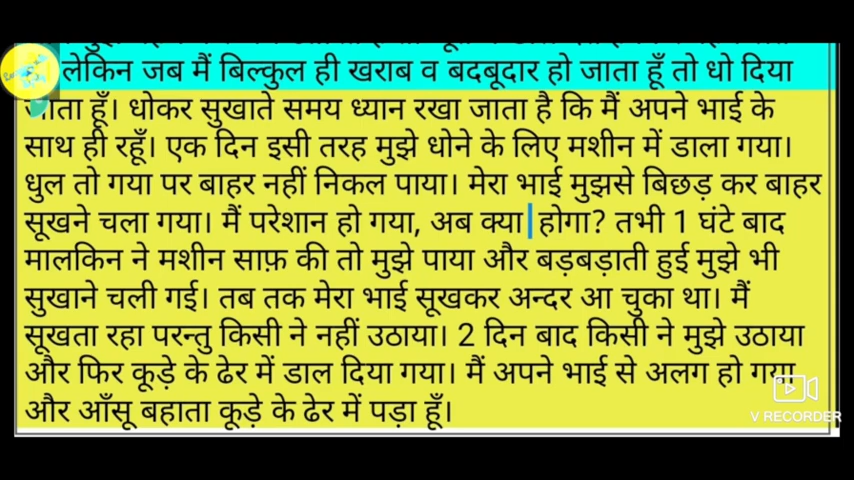 लेकिन जब मैं बिल्कुल ही खराब व बदबूदार हो जाता हूँ तो धो दिया
जाता हूँ। धोकर सुखाते समय ध्यान रखा जाता है कि मैं अपने भाई के
साथ ही रहूँ। एक दिन इसी तरह मुझे धोने के लिए मशीन में डाला गया।
धुल तो गया पर बाहर नहीं निकल पाया। मेरा भाई मुझसे बिछड़ कर बाहर
सूखने चला गया। मैं परेशान हो गया, अब क्या होगा? तभी 1 घंटे बाद
मालकिन ने मशीन साफ़ की तो मुझे पाया और बड़बड़ाती हुई मुझे भी
सुखाने चली गई। तब तक मेरा भाई सूखकर अन्दर आ चुका था। मैं
सूखता रहा परन्तु किसी ने नहीं उठाया। 2 दिन बाद किसी ने मुझे उठाया
और फिर कूड़े के ढेर में डाल दिया गया। मैं अपने भाई से अलग हो गया
और आँसू बहाता कूड़े के ढेर में पड़ा हूँ।
V RECORDER